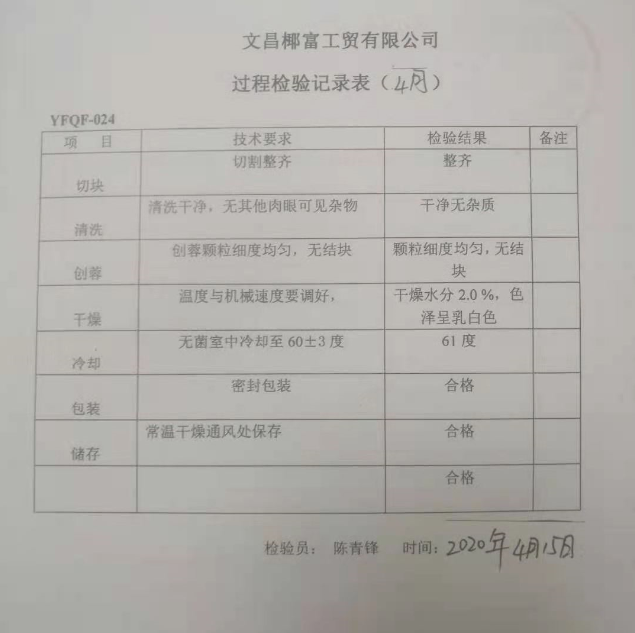 文昌椰富工贸有限公司
过程检验记录表（4月）
YFQF-024
项 目 技术要求 检验结果 备注
切块 切割整齐 整齐
清洗 清洗干净，无其他肉眼可见杂物 干净无杂质
创蓉 创蓉颗粒细度均匀，无结块 颗粒细度均匀，无结
块
干燥 温度与机械速度要调好， 干燥水分 2.0 %，色
泽呈乳白色
冷却 无菌室中冷却至 60±3 度 61 度
包装 密封包装 合格
储存 常温干燥通风处保存 合格
合格
检验员： 陈青锋 时间：2020年4月15日